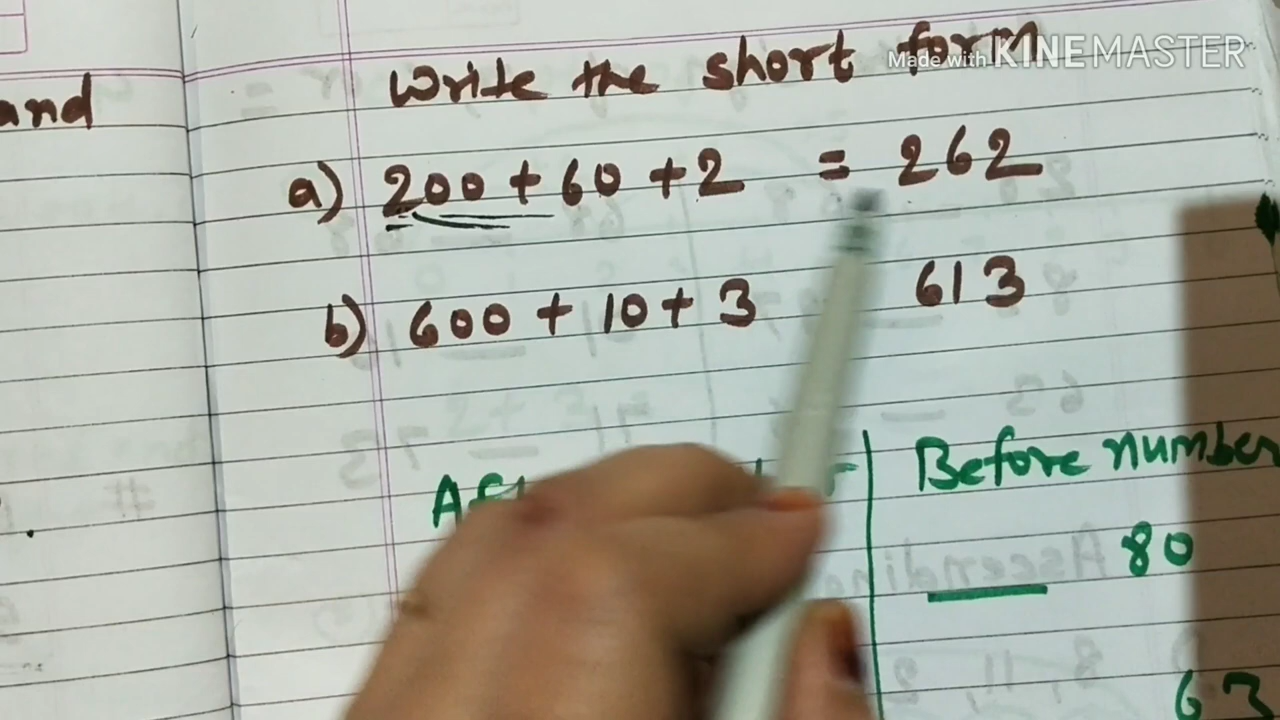 Made with KINEMASTER
and
Write the short form
a) 200 + 60 + 2 = 262
b) 600 + 10 + 3 613
Before number
80
63